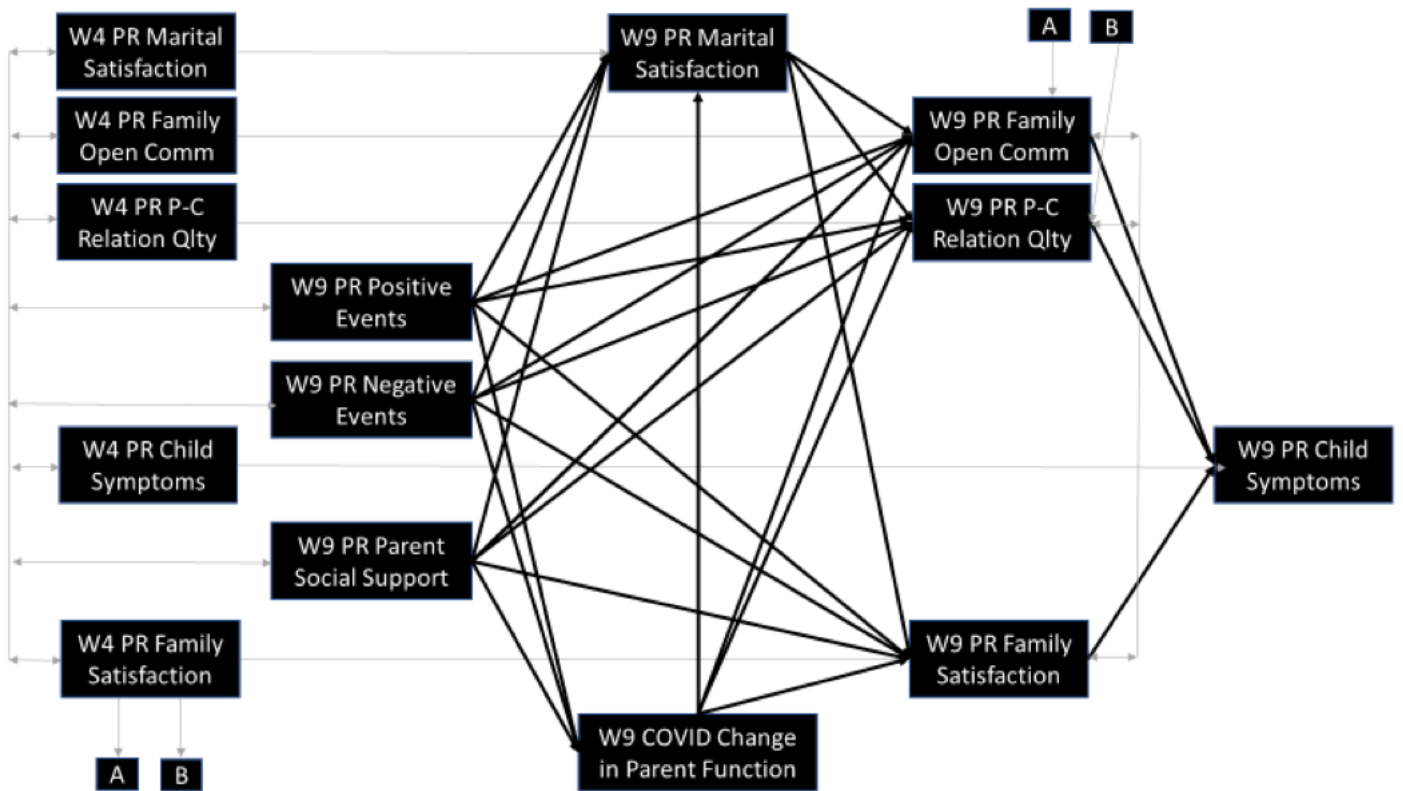 W4 PR Marital
Satisfaction
W4 PR Family
Open Comm
W4 PR P-C
Relation Qlty
W9 PR Positive
Events
W9 PR Negative
Events
W4 PR Child
Symptoms
W9 PR Parent
Social Support
W4 PR Family
Satisfaction
A
B
W9 PR Marital
Satisfaction
W9 COVID Change
in Parent Function
A
B
W9 PR Family
Open Comm
W9 PR P-C
Relation Qlty
W9 PR Family
Satisfaction
W9 PR Child
Symptoms